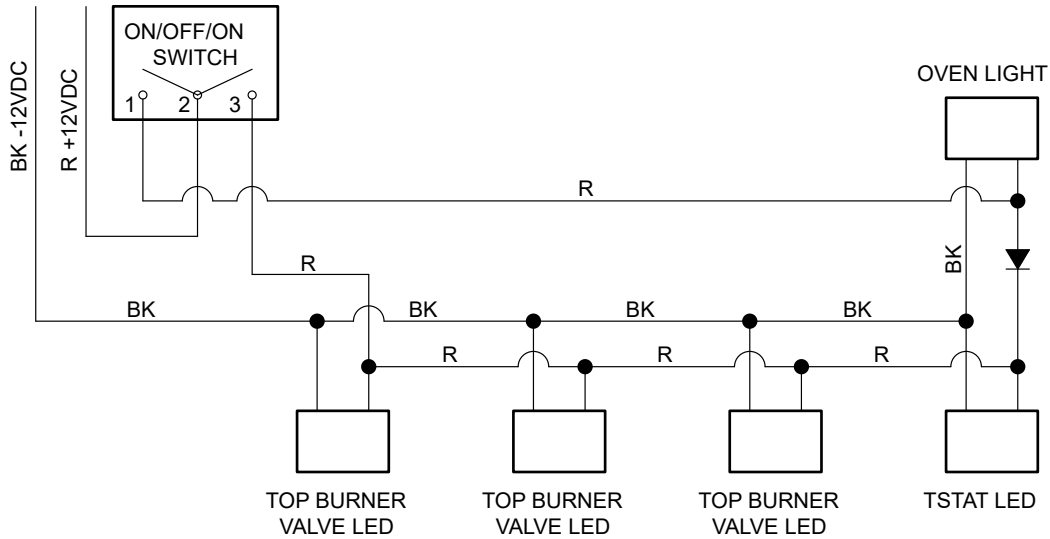 ON/OFF/ON
SWITCH
1 2 3
BK -12VDC
R +12VDC
OVEN LIGHT
R
BK
R
BK
BK
BK
BK
R
R
R
TOP BURNER
VALVE LED
TOP BURNER
VALVE LED
TOP BURNER
VALVE LED
TSTAT LED